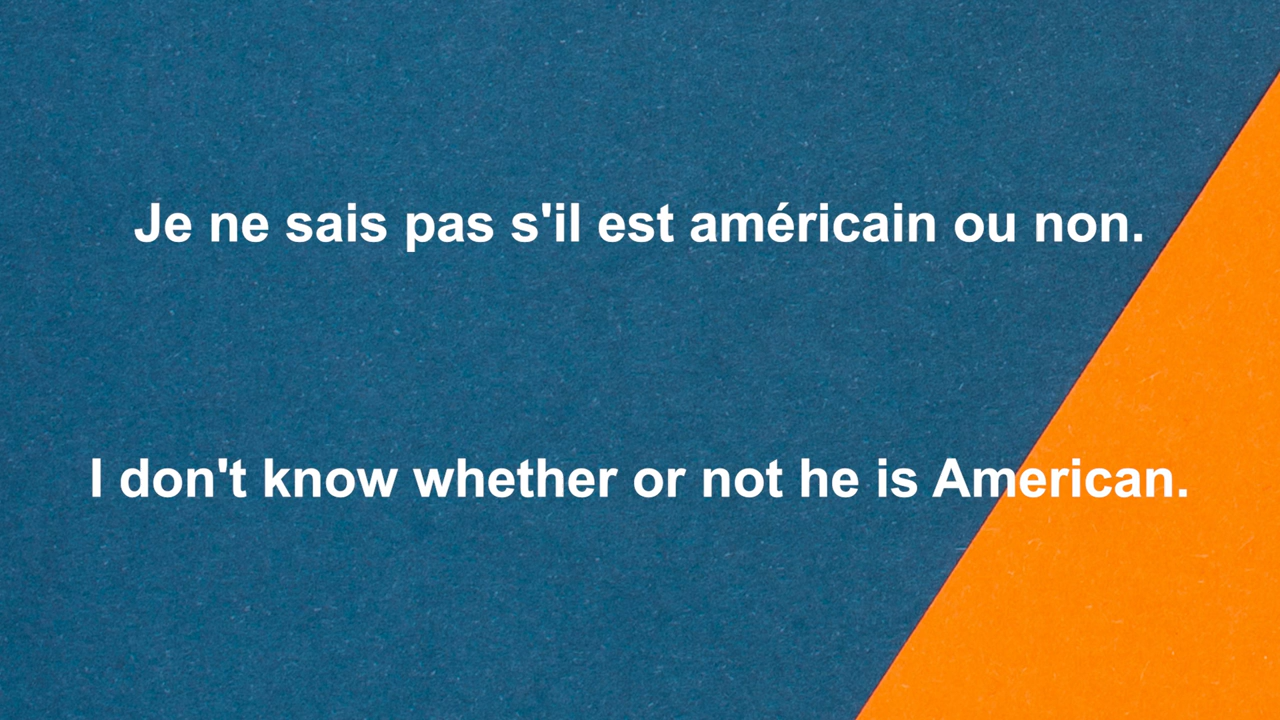 Je ne sais pas s'il est américain ou non.
I don't know whether or not he is American.